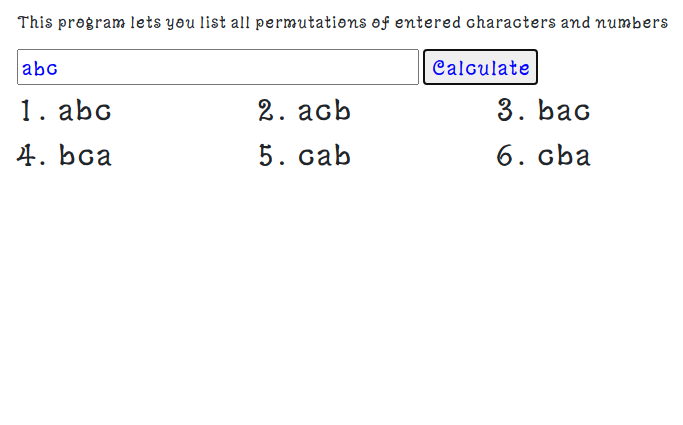 This program lets you list all permutations of entered characters and numbers
abc Calculate
1. abc 2. acb 3. bac
4. bca 5. cab 6. cba